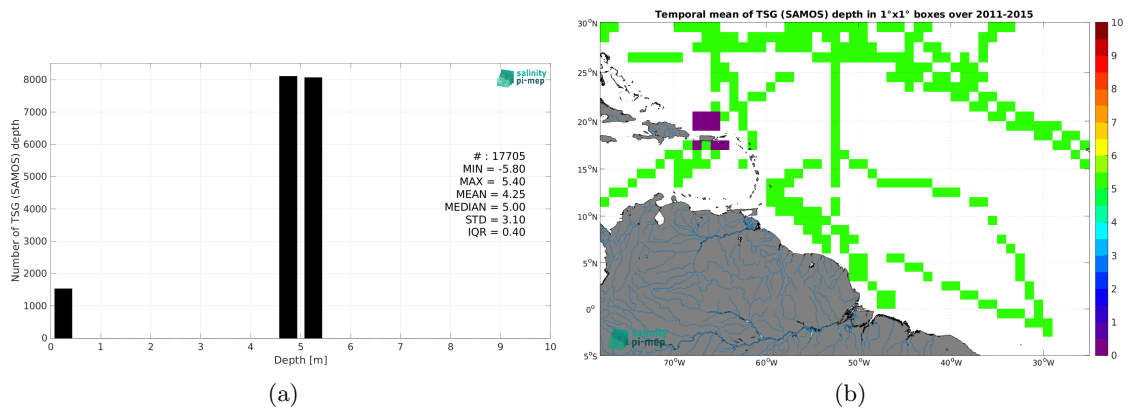 salinity
pi-mep
# : 17705
MIN = -5.80
MAX = 5.40
MEAN = 4.25
MEDIAN = 5.00
STD = 3.10
IQR = 0.40
Number of TSG (SAMOS) depth
8000
7000
6000
5000
4000
3000
2000
1000
0
0 1 2 3 4 5 6 7 8 9 10
Depth [m]
(a)
Temporal mean of TSG (SAMOS) depth in 1°x1° boxes over 2011-2015
30°N
25°N
20°N
15°N
10°N
5°N
0°
5°S
70°W 60°W 50°W 40°W 30°W
salinity
pi-mep
10
9
8
7
6
5
4
3
2
1
0
(b)